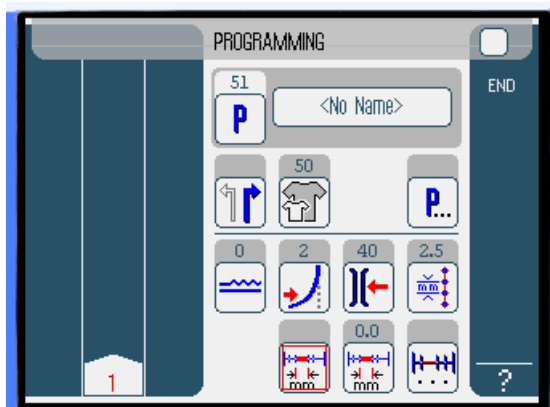 PROGRAMMING
END
51
P
<No Name>
50
P...
0
2
40
2.5
mm
0.0
mm
mm
...
1
?